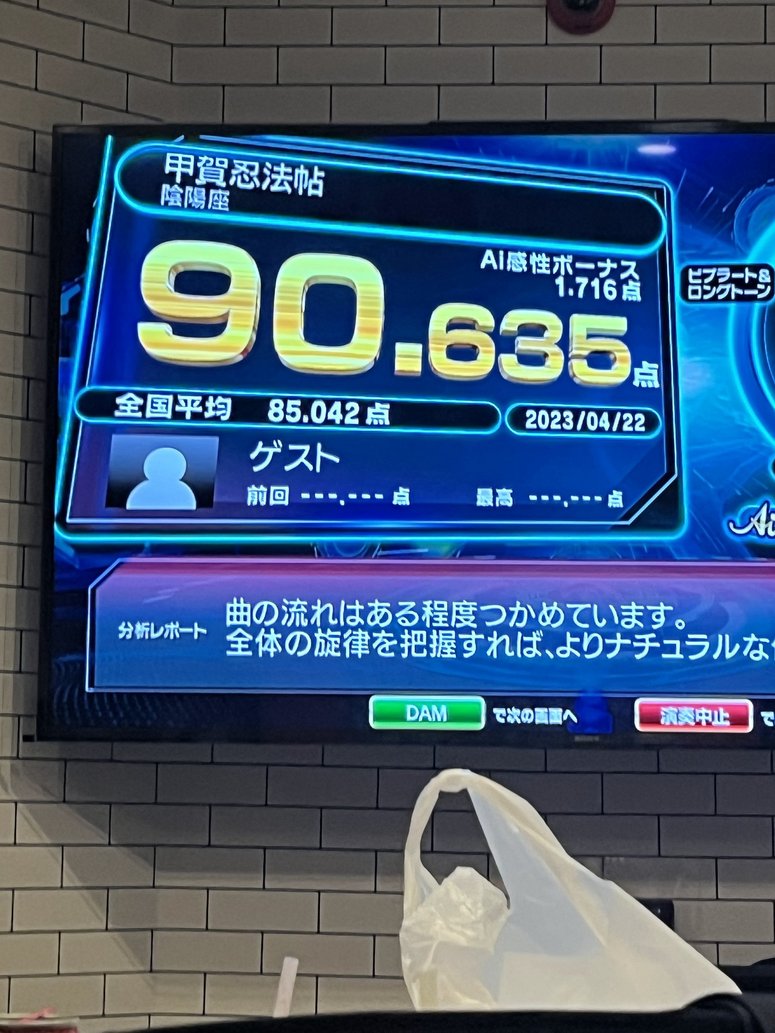 甲賀忍法帖
陰陽座
90.635点
AI感性ボーナス
1.716点
ビブラート&
ロングトーン
全国平均 85.042点
2023/04/22
ゲスト
前回 ---.---点 最高 ---.---点
Ai
分析レポート
曲の流れはある程度つかめています。
全体の旋律を把握すれば、よりナチュラルな
DAM で次の画面へ 演奏中止 で